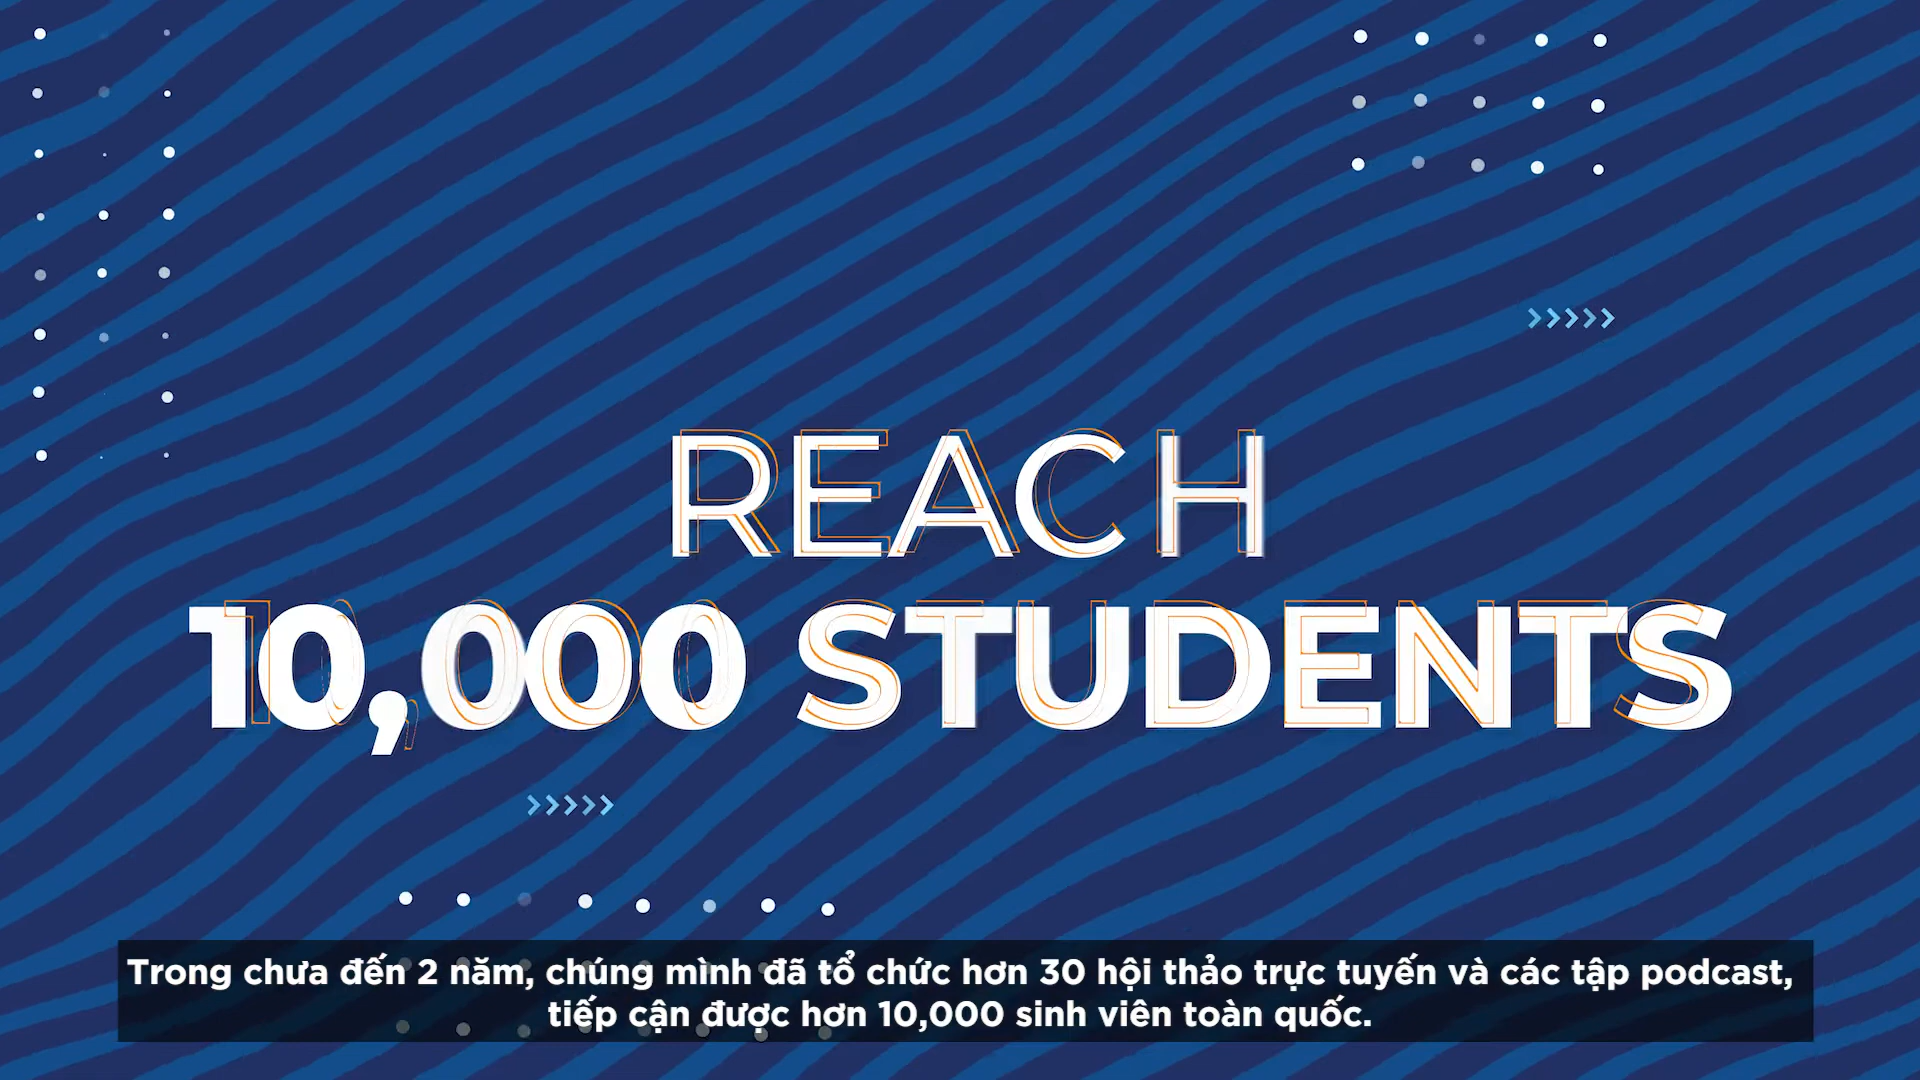 REACH
10,000 STUDENTS
Trong chưa đến 2 năm, chúng mình đã tổ chức hơn 30 hội thảo trực tuyến và các tập podcast,
tiếp cận được hơn 10,000 sinh viên toàn quốc.